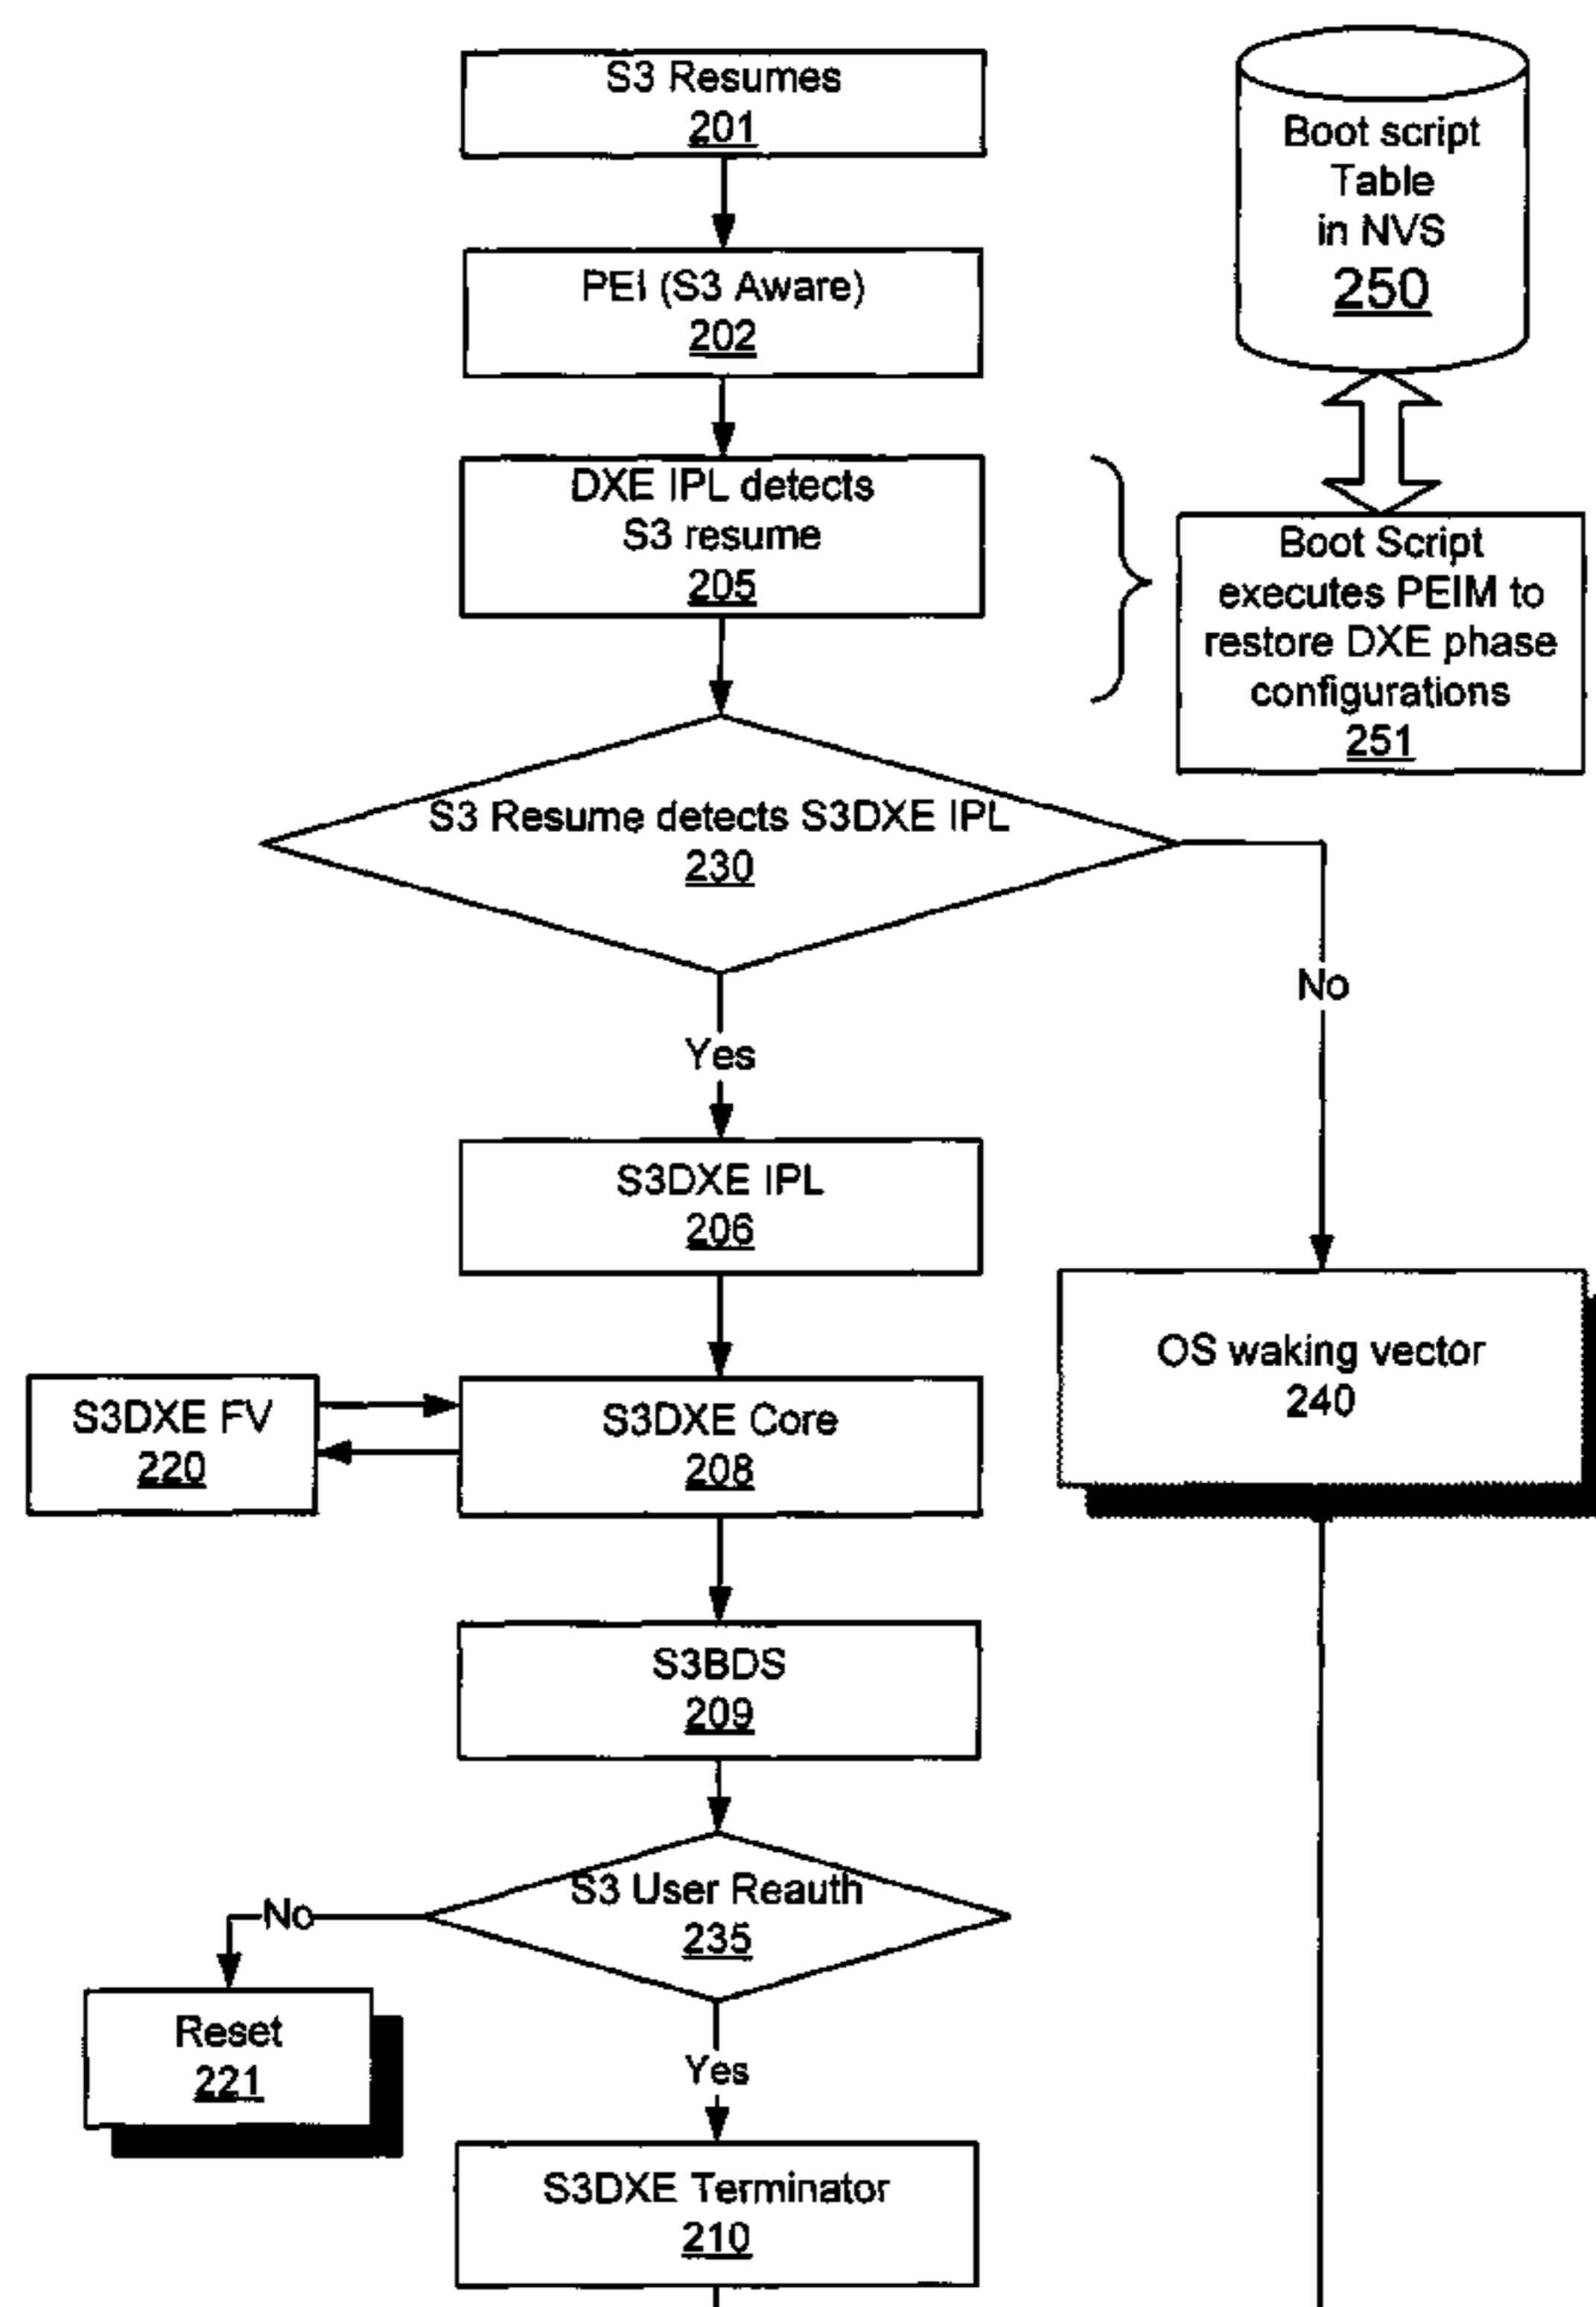 S3 Resumes
201
Boot script
Table
in NVS
250
PEI (S3 Aware)
202
DXE IPL detects
S3 resume
205
Boot Script
executes PEIM to
restore DXE phase
configurations
251
S3 Resume detects S3DXE IPL
230
No
Yes
S3DXE IPL
206
OS waking vector
240
S3DXE FV
220
S3DXE Core
208
S3BDS
209
S3 User Reauth
235
No
Reset
221
Yes
S3DXE Terminator
210